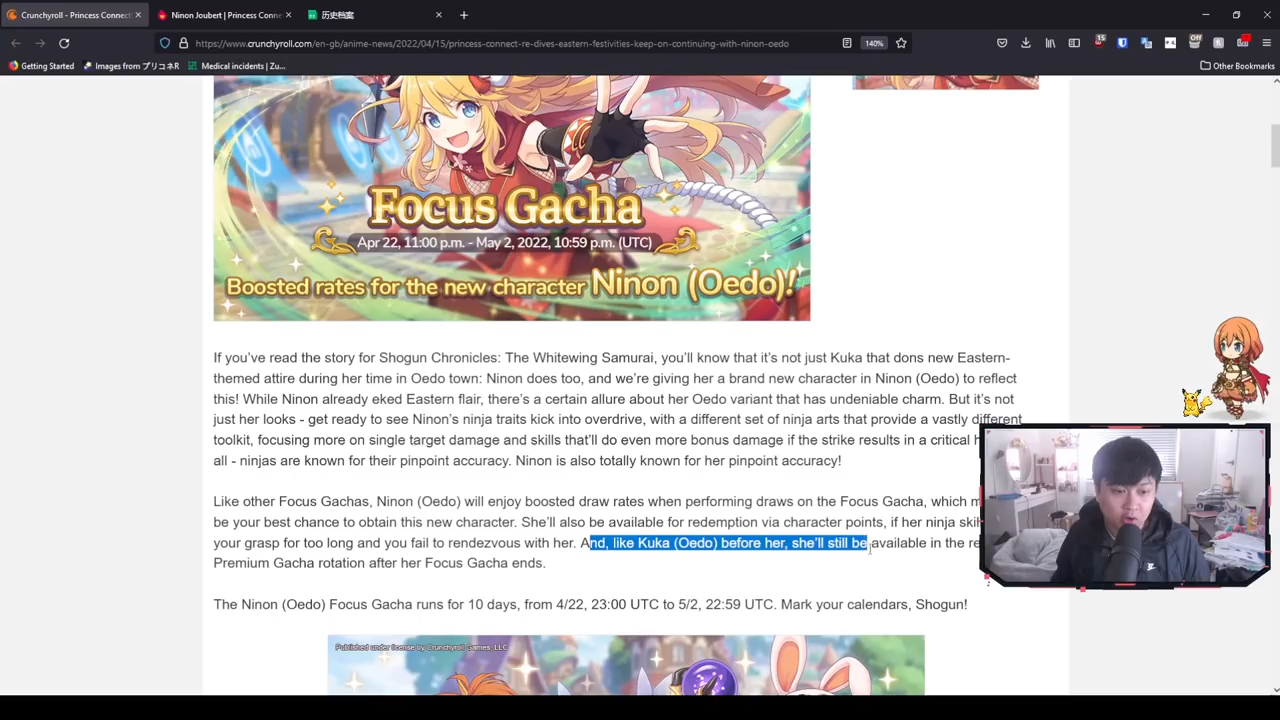 Crunchyroll - Princess Connect
Ninon Joubert | Princess Conne
历史档案
https://www.crunchyroll.com/en-gb/anime-news/2022/04/15/princess-connect-re-dives-eastern-festivities-keep-on-continuing-with-ninon-oedo
140%
15
Off
Getting Started
Images from プリコネR
Medical incidents | Zu...
Other Bookmarks
Focus Gacha
Apr 22, 11:00 p.m. - May 2, 2022, 10:59 p.m. (UTC)
Boosted rates for the new character Ninon (Oedo)!
If you've read the story for Shogun Chronicles: The Whitewing Samurai, you'll know that it's not just Kuka that dons new Eastern-
themed attire during her time in Oedo town: Ninon does too, and we're giving her a brand new character in Ninon (Oedo) to reflect
this! While Ninon already eked Eastern flair, there's a certain allure about her Oedo variant that has undeniable charm. But it's not
just her looks - get ready to see Ninon's ninja traits kick into overdrive, with a different set of ninja arts that provide a vastly different
toolkit, focusing more on single target damage and skills that'll do even more bonus damage if the strike results in a critical
all - ninjas are known for their pinpoint accuracy. Ninon is also totally known for her pinpoint accuracy!
Like other Focus Gachas, Ninon (Oedo) will enjoy boosted draw rates when performing draws on the Focus Gacha, which
be your best chance to obtain this new character. She'll also be available for redemption via character points, if her ninja
your grasp for too long and you fail to rendezvous with her. And, like Kuka (Oedo) before her, she'll still be available in the
Premium Gacha rotation after her Focus Gacha ends.
The Ninon (Oedo) Focus Gacha runs for 10 days, from 4/22, 23:00 UTC to 5/2, 22:59 UTC. Mark your calendars, Shogun!
Published under license by Crunchyroll Games, LLC